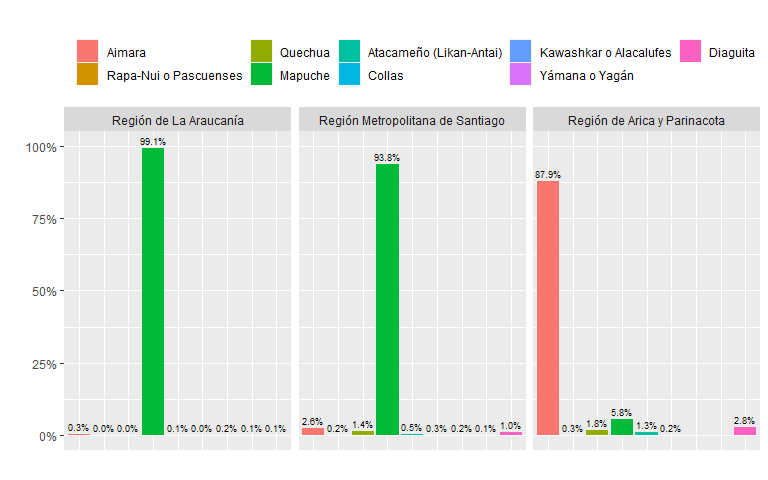 Aimara Quechua Atacameño (Likan-Antai) Kawashkar o Alacalufes Diaguita
Rapa-Nui o Pascuenses Mapuche Collas Yámana o Yagán
Región de La Araucanía Región Metropolitana de Santiago Región de Arica y Parinacota
100%
75%
50%
25%
0%
0.3% 0.0% 0.0% 99.1% 0.1% 0.0% 0.2% 0.1% 0.1%
2.6% 0.2% 1.4% 93.8% 0.5% 0.3% 0.2% 0.1% 1.0%
87.9% 0.3% 1.8% 5.8% 1.3% 0.2% 2.8%